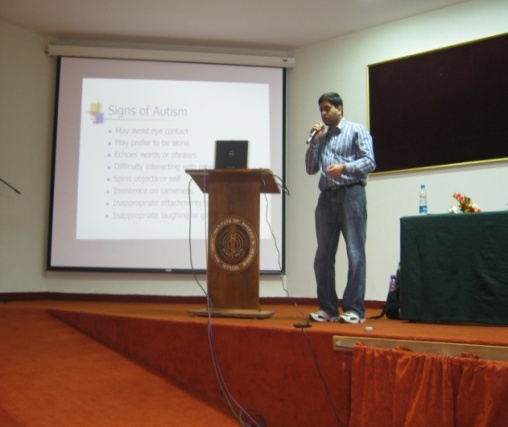 Signs of Autism
May avoid eye contact
May prefer to be alone
Echoes words or phrases
Difficulty interacting with
Spins objects or self
Insistence on
Inappropriate attachments
Inappropriate laughing or